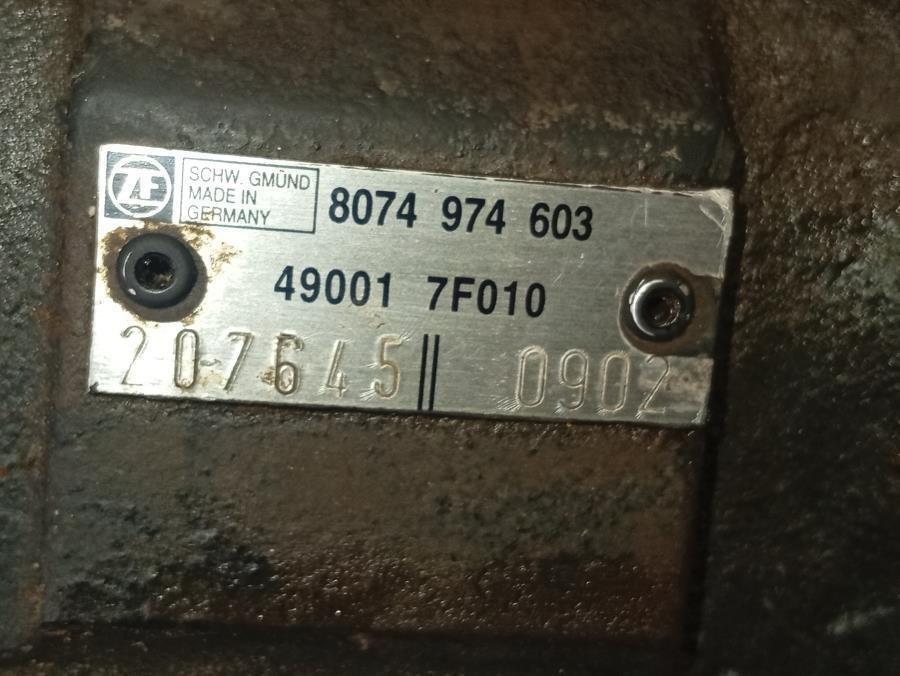 ZF
SCHW. GMÜND
MADE IN
GERMANY
8074 974 603
49001 7F010
207645 0902